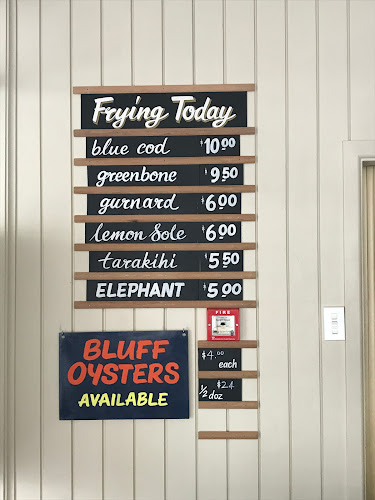 Frying Today
blue cod $10.00
greenbone $9.50
gurnard $6.00
lemon Sole $6.00
tarakihi $5.50
ELEPHANT $5.00
FIRE
BLUFF
OYSTERS
AVAILABLE
$4.00
each
1/2 $24
doz